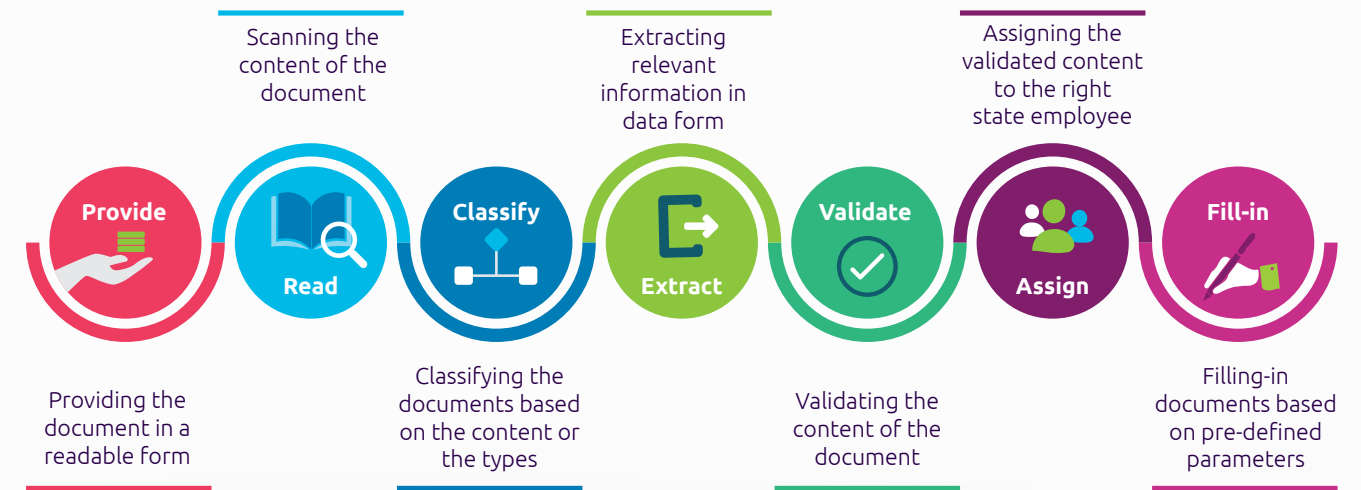 Provide
Providing the
document in a
readable form
Scanning the
content of the
document
Read
Classify
Classifying the
documents based
on the content or
the types
Extracting
relevant
information in
data form
Extract
Validate
Validating the
content of the
document
Assigning the
validated content
to the right
state employee
Assign
Fill-in
Filling-in
documents based
on pre-defined
parameters